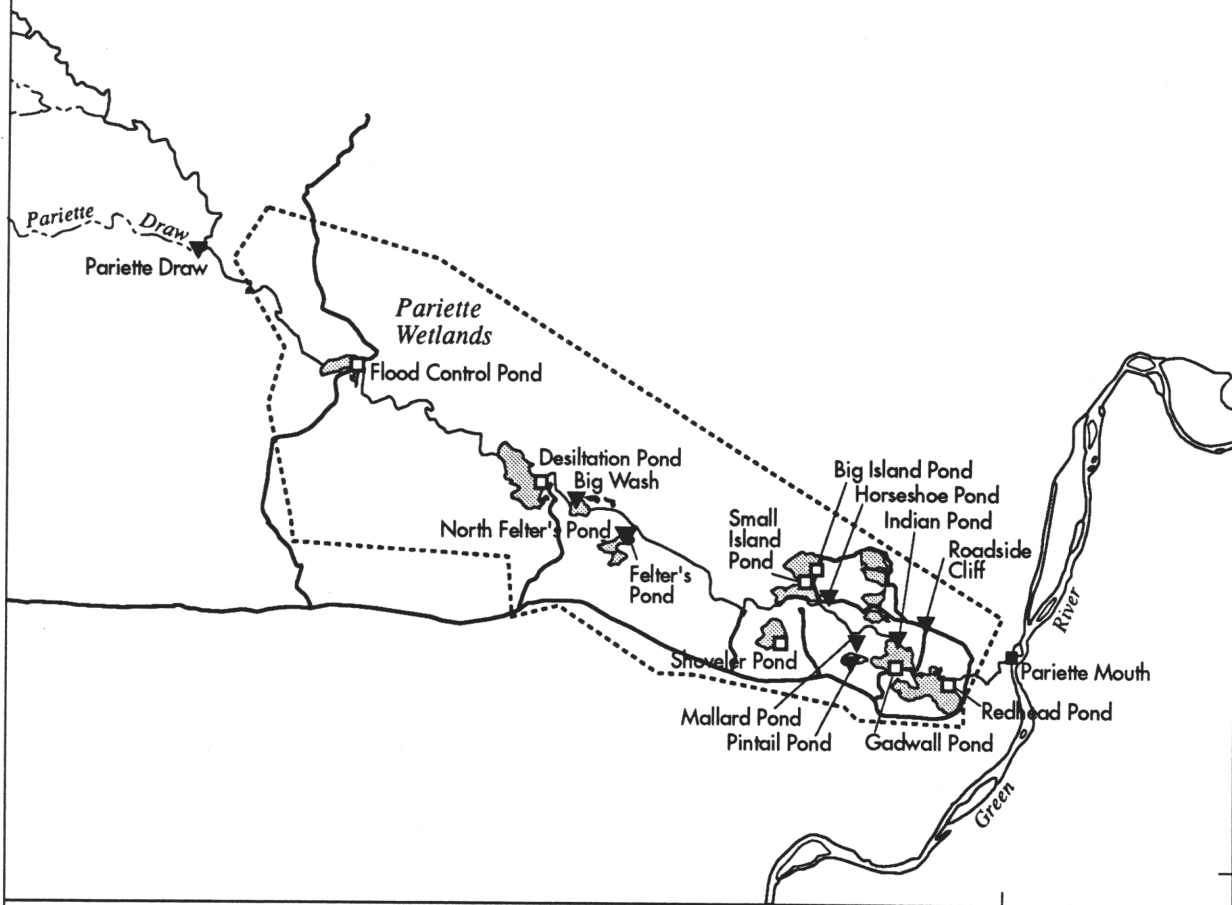 Pariette Draw
Pariette Draw
Pariette
Wetlands
Flood Control Pond
Desiltation Pond
Big Wash
North Felter's Pond
Felter's
Pond
Big Island Pond
Horseshoe Pond
Small
Island
Pond
Indian Pond
Roadside
Cliff
Shoveler Pond
Pariette Mouth
River
Mallard Pond
Redhead Pond
Pintail Pond
Gadwall Pond
Green